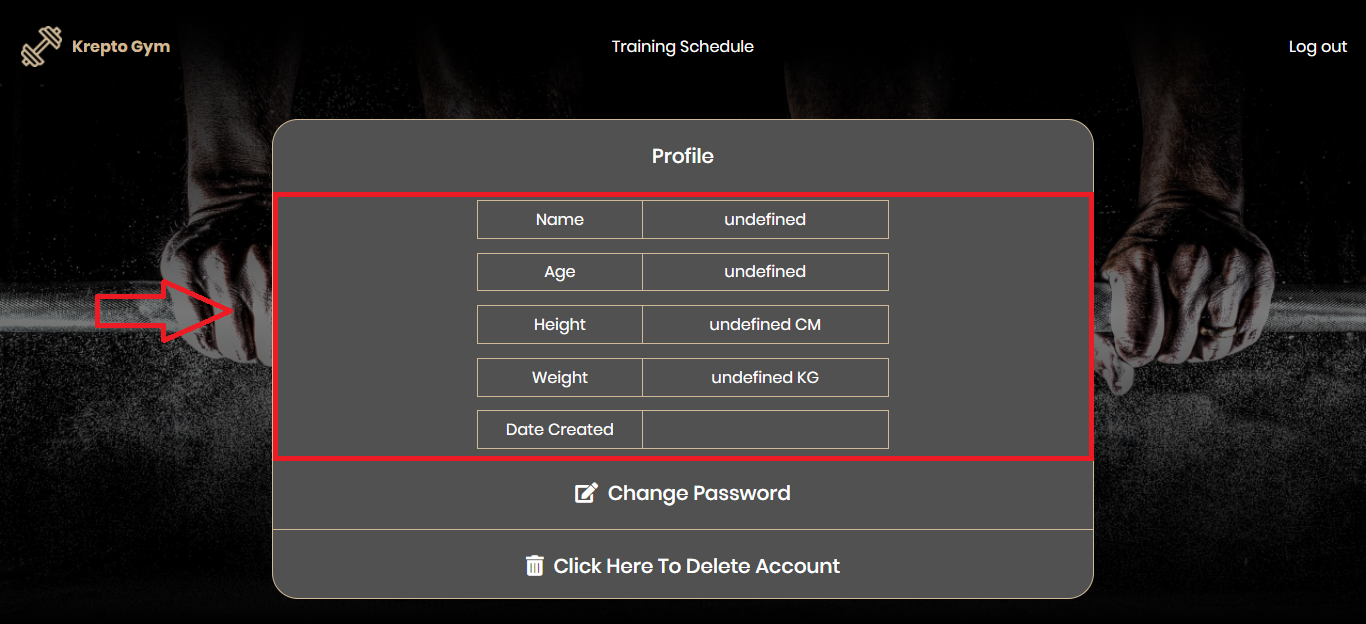 Krepto Gym
Training Schedule
Log out
Profile
Name undefined
Age undefined
Height undefined CM
Weight undefined KG
Date Created
Change Password
Click Here To Delete Account